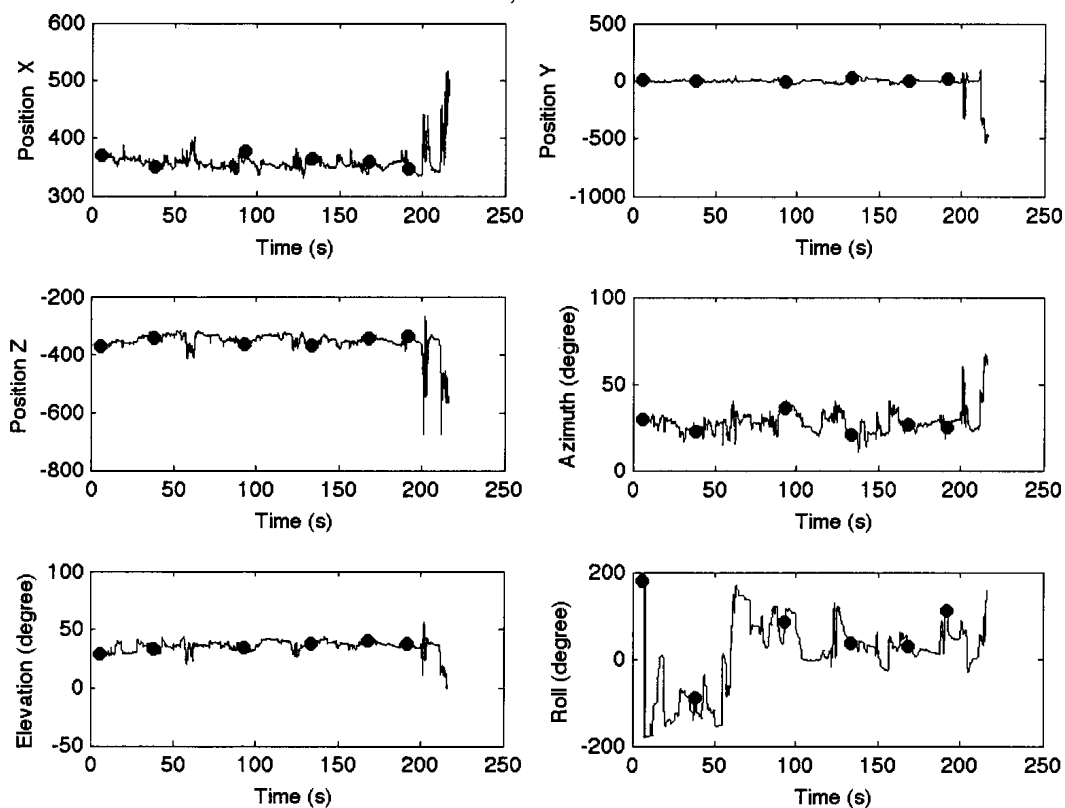 600
500
400
300
Position X
0 50 100 150 200 250
Time (s)
500
0
-500
-1000
Position Y
0 50 100 150 200 250
Time (s)
-200
-400
-600
-800
Position Z
0 50 100 150 200 250
Time (s)
100
50
0
Azimuth (degree)
0 50 100 150 200 250
Time (s)
100
50
0
-50
Elevation (degree)
0 50 100 150 200 250
Time (s)
200
0
-200
Roll (degree)
0 50 100 150 200 250
Time (s)